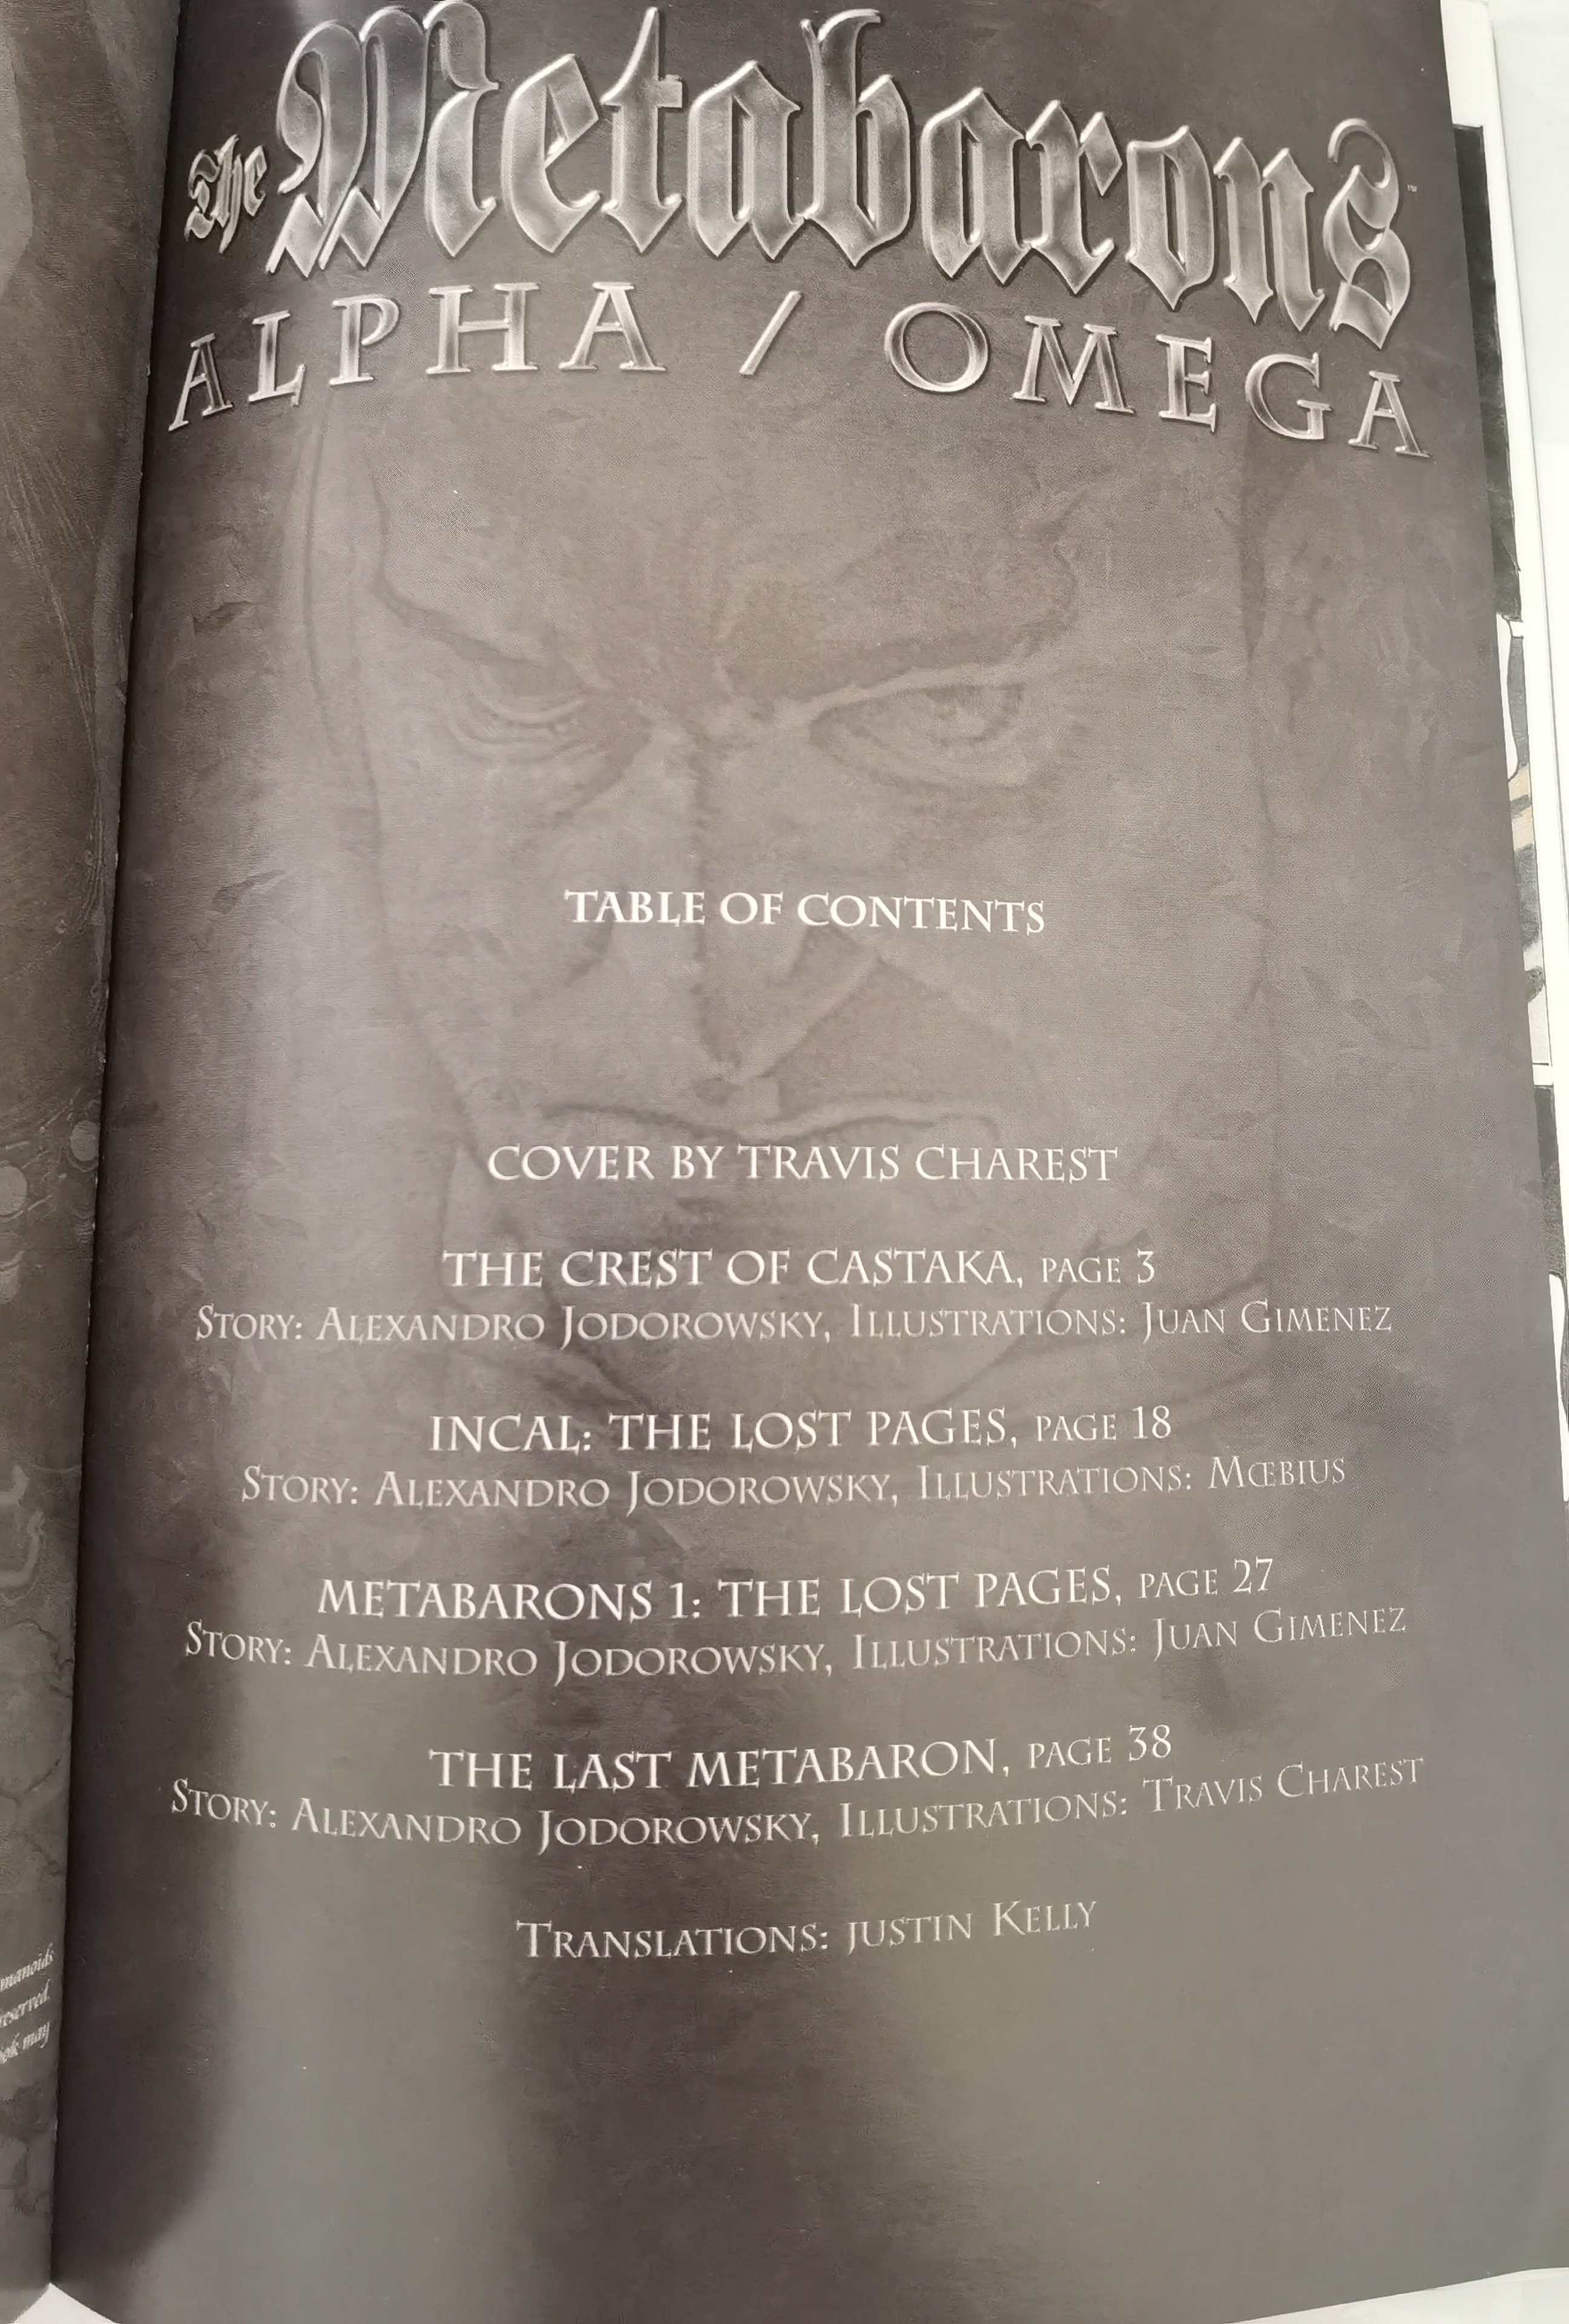 The Metabarons™
ALPHA / OMEGA
TABLE OF CONTENTS
COVER BY TRAVIS CHAREST
THE CREST OF CASTAKA, PAGE 3
STORY: ALEXANDRO JODOROWSKY, ILLUSTRATIONS: JUAN GIMENEZ
INCAL: THE LOST PAGES, PAGE 18
STORY: ALEXANDRO JODOROWSKY, ILLUSTRATIONS: MŒBIUS
METABARONS 1: THE LOST PAGES, PAGE 27
STORY: ALEXANDRO JODOROWSKY, ILLUSTRATIONS: JUAN GIMENEZ
THE LAST METABARON, PAGE 38
STORY: ALEXANDRO JODOROWSKY, ILLUSTRATIONS: TRAVIS CHAREST
TRANSLATIONS: JUSTIN KELLY
may